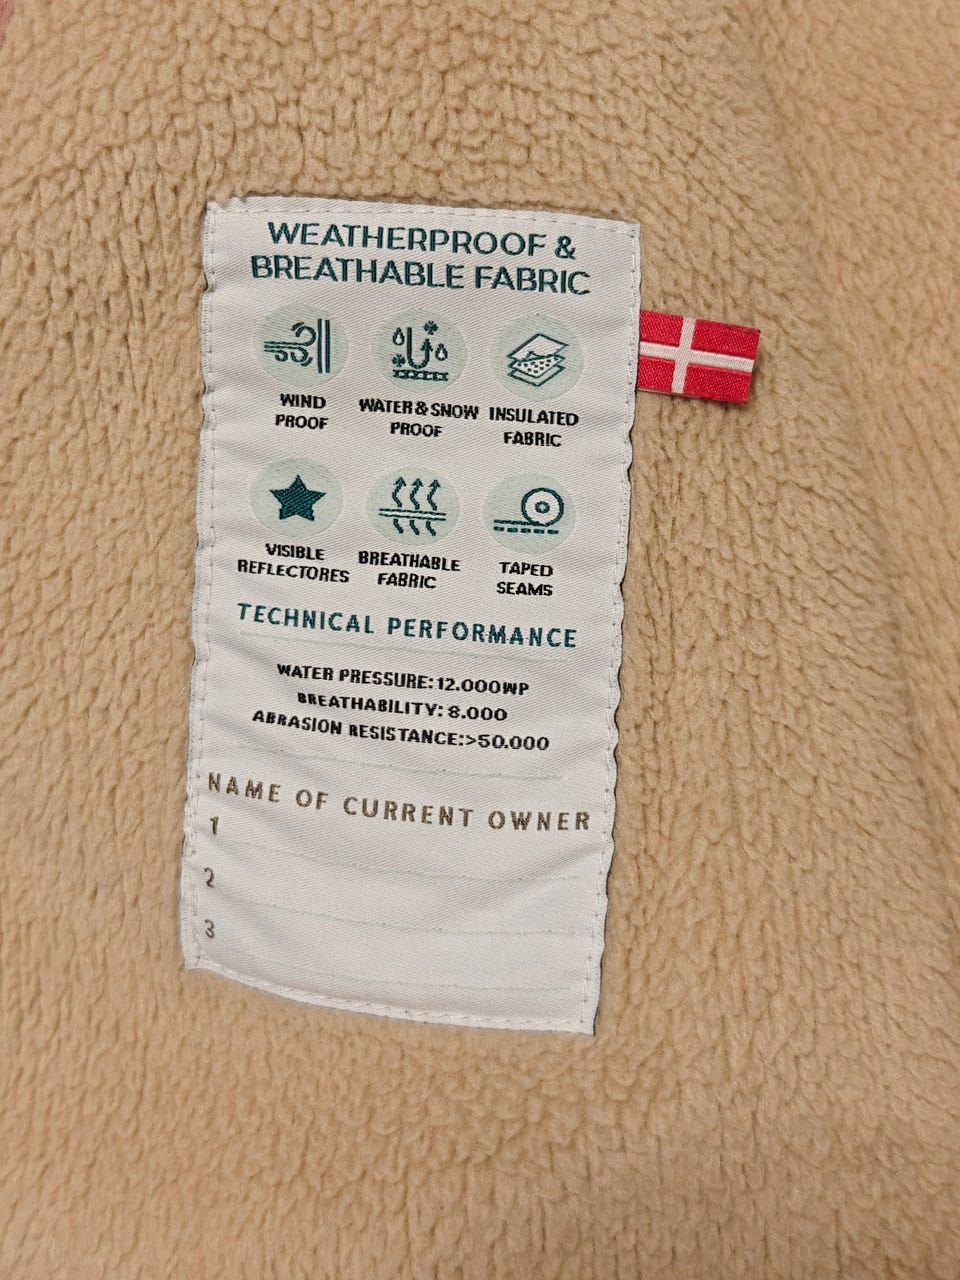 WEATHERPROOF &
BREATHABLE FABRIC
WIND
PROOF
WATER & SNOW
PROOF
INSULATED
FABRIC
VISIBLE
REFLECTORES
BREATHABLE
FABRIC
TAPED
SEAMS
TECHNICAL PERFORMANCE
WATER PRESSURE: 12.000WP
BREATHABILITY: 8.000
ABRASION RESISTANCE:>50.000
NAME OF CURRENT OWNER
1
2
3